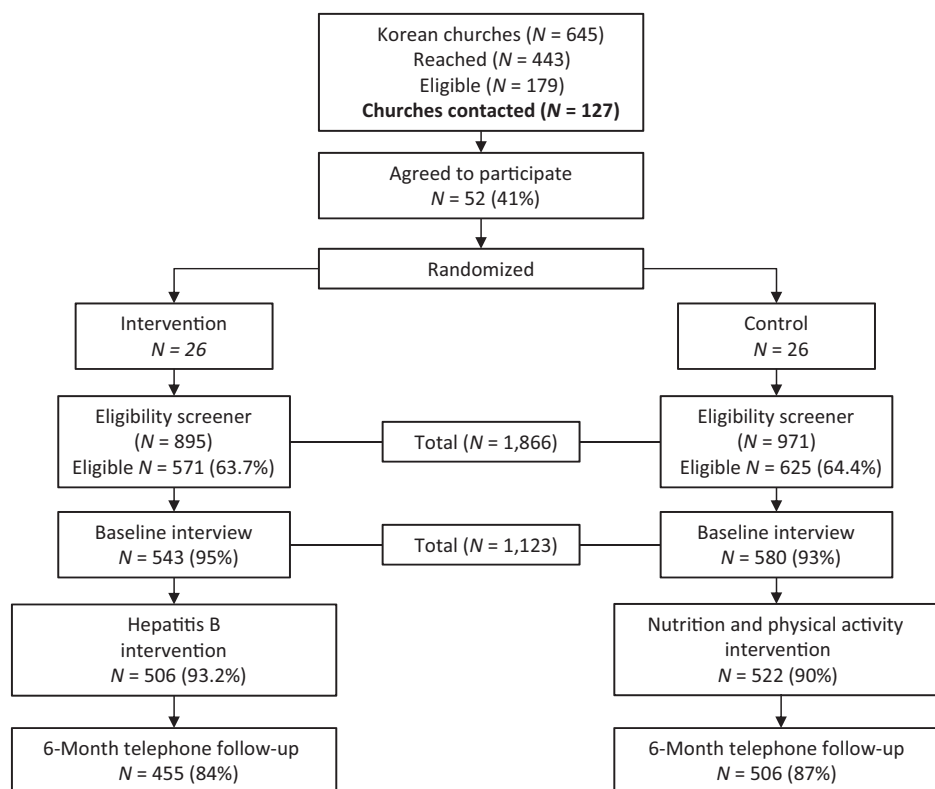 Korean churches (N = 645)
Reached (N = 443)
Eligible (N = 179)
Churches contacted (N = 127)
Agreed to participate
N = 52 (41%)
Randomized
Intervention
N = 26
Control
N = 26
Eligibility screener
(N = 895)
Eligible N = 571 (63.7%)
Total (N = 1,866)
Eligibility screener
(N = 971)
Eligible N = 625 (64.4%)
Baseline interview
N = 543 (95%)
Total (N = 1,123)
Baseline interview
N = 580 (93%)
Hepatitis B
intervention
N = 506 (93.2%)
Nutrition and physical activity
intervention
N = 522 (90%)
6-Month telephone follow-up
N = 455 (84%)
6-Month telephone follow-up
N = 506 (87%)